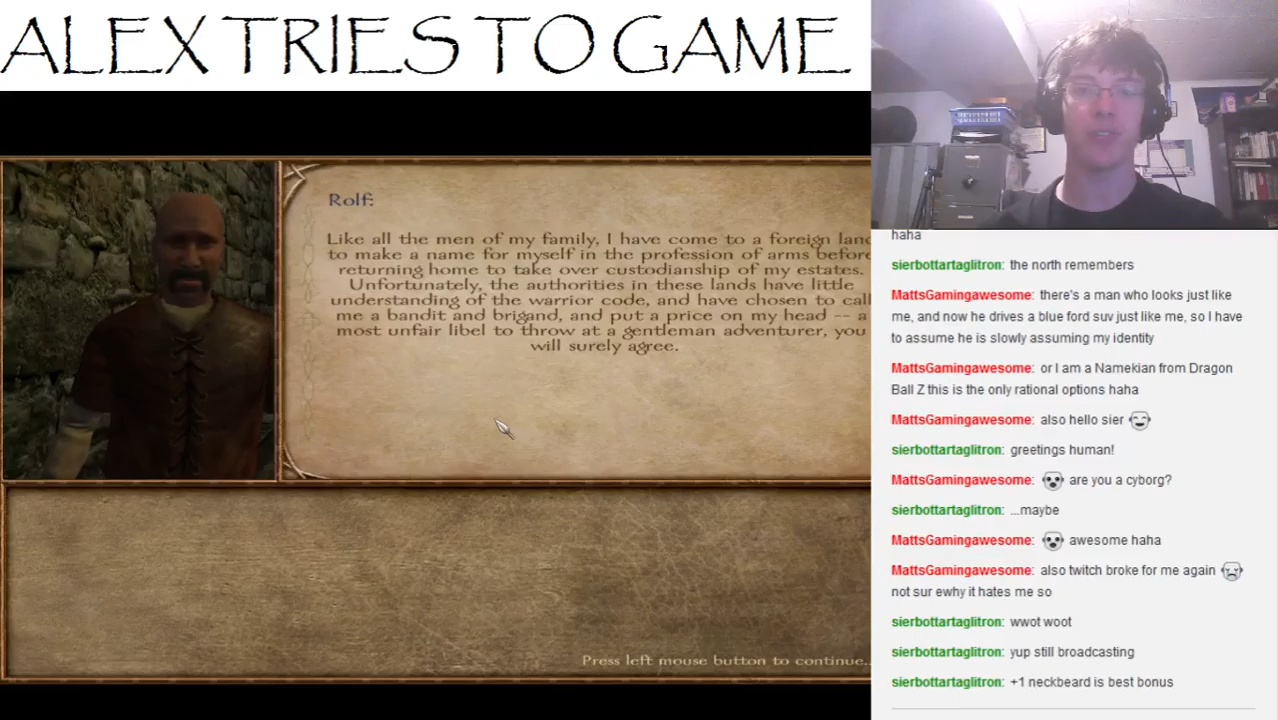 ALEX TRIES TO GAME
Rolf:
Like all the men of my family, I have come to a foreign lan
to make a name for myself in the profession of arms before
returning home to take over custodianship of my estates.
Unfortunately, the authorities in these lands have little
understanding of the warrior code, and have chosen to call
me a bandit and brigand, and put a price on my head -- a
most unfair libel to throw at a gentleman adventurer, you
will surely agree.
Press left mouse button to continue..
haha
sierbottartaglitron: the north remembers
MattsGamingawesome: there's a man who looks just like
me, and now he drives a blue ford suv just like me, so I have
to assume he is slowly assuming my identity
MattsGamingawesome: or I am a Namekian from Dragon
Ball Z this is the only rational options haha
MattsGamingawesome: also hello sier
sierbottartaglitron: greetings human!
MattsGamingawesome: are you a cyborg?
sierbottartaglitron: ...maybe
MattsGamingawesome: awesome haha
MattsGamingawesome: also twitch broke for me again
not sur ewhy it hates me so
sierbottartaglitron: wwot woot
sierbottartaglitron: yup still broadcasting
sierbottartaglitron: +1 neckbeard is best bonus